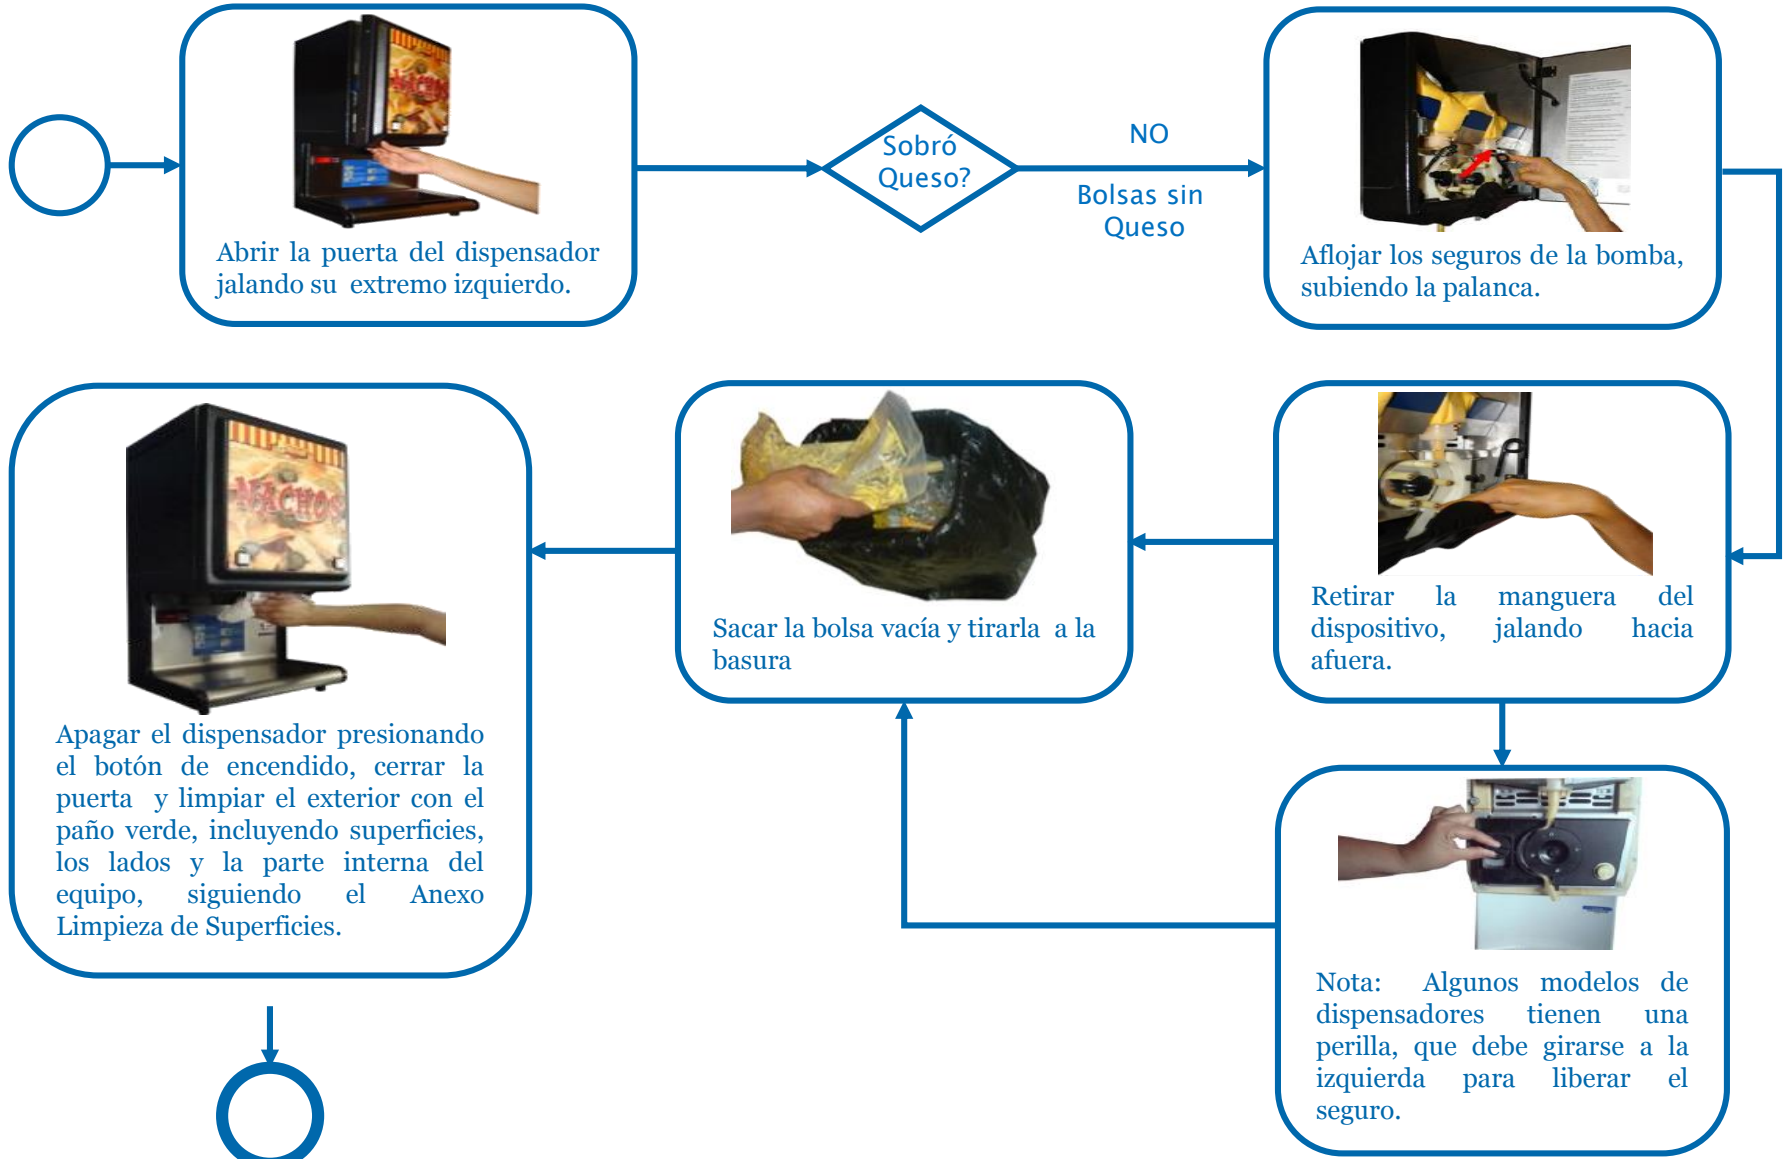 NACHOS
Abrir la puerta del dispensador
jalando su extremo izquierdo.
Sobró
Queso?
NO
Bolsas sin
Queso
Aflojar los seguros de la bomba,
subiendo la palanca.
Retirar la manguera del
dispositivo, jalando hacia
afuera.
Nota: Algunos modelos de
dispensadores tienen una
perilla, que debe girarse a la
izquierda para liberar el
seguro.
Sacar la bolsa vacía y tirarla a la
basura
NACHOS
Apagar el dispensador presionando
el botón de encendido, cerrar la
puerta y limpiar el exterior con el
paño verde, incluyendo superficies,
los lados y la parte interna del
equipo, siguiendo el Anexo
Limpieza de Superficies.